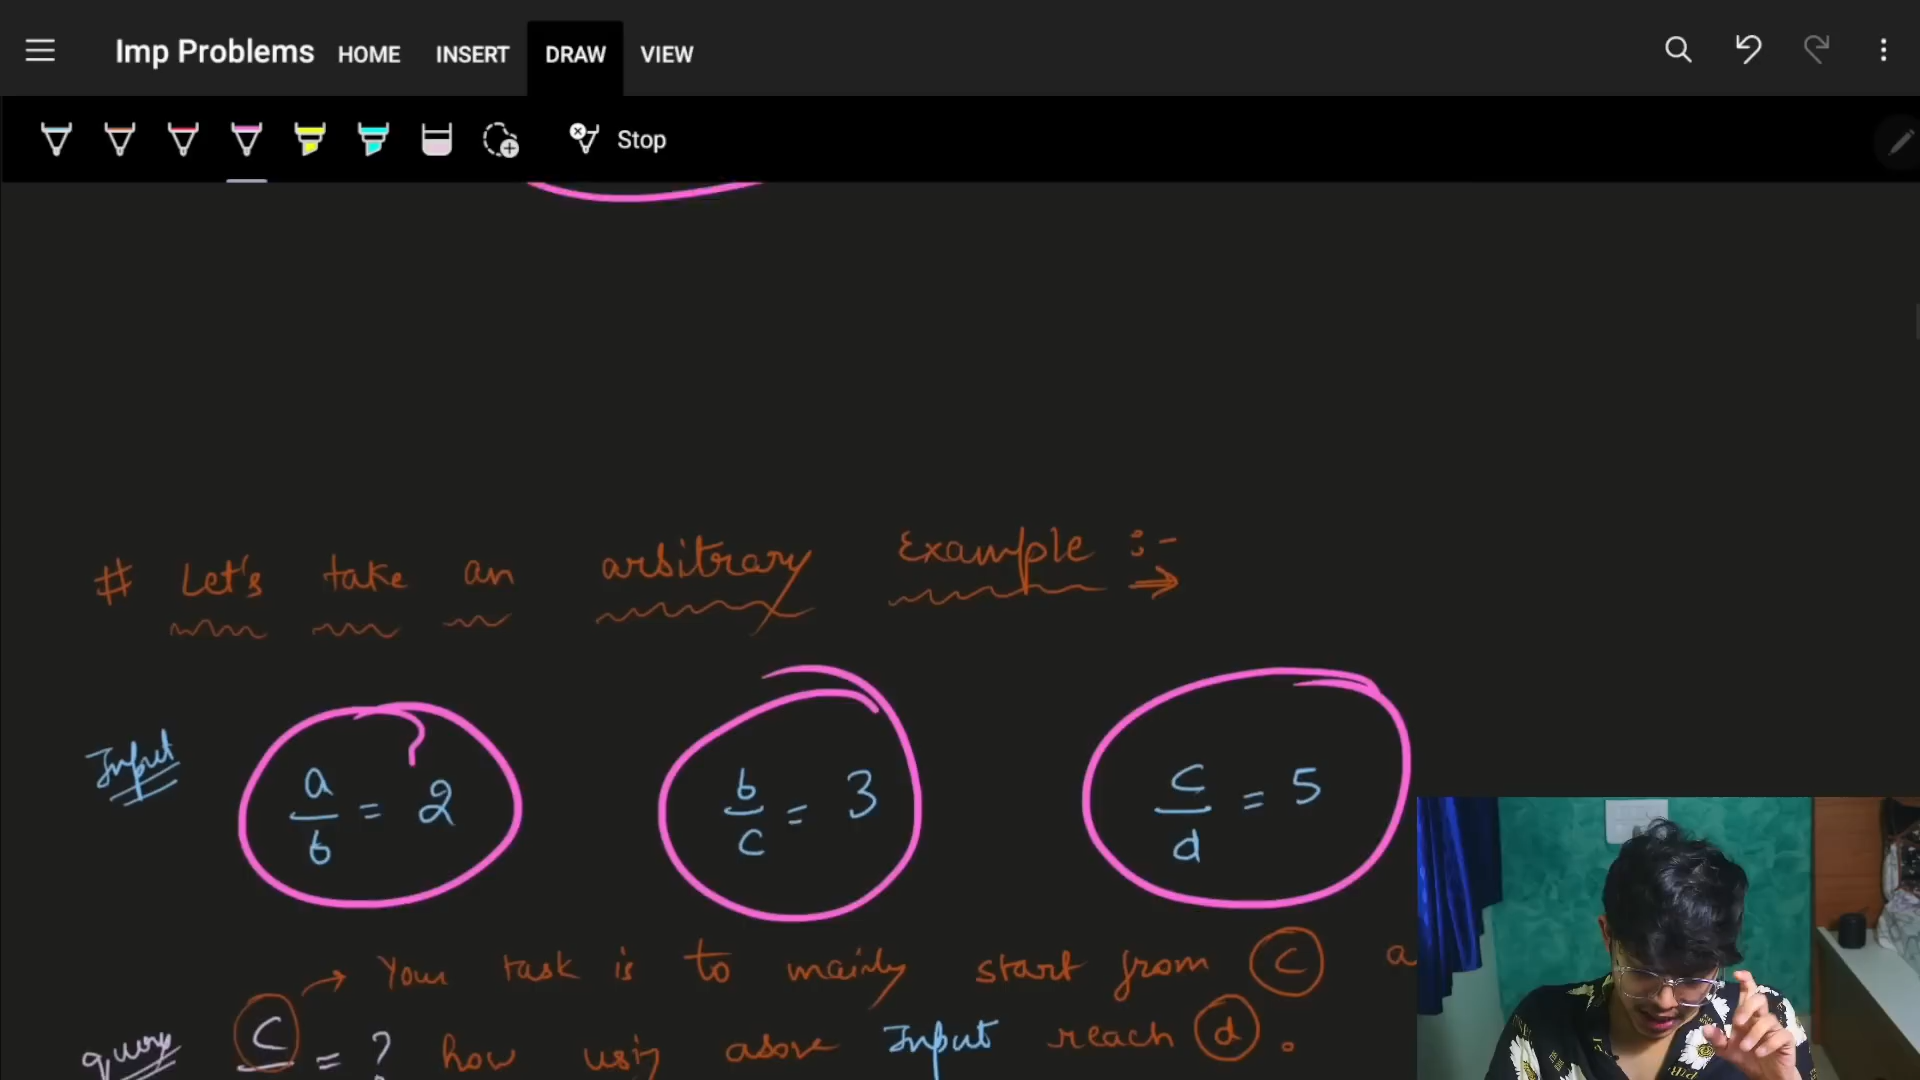 Imp Problems HOME INSERT DRAW VIEW
Stop
# Let's take an arbitrary Example :- →
Input a/b = 2 b/c = 3 c/d = 5
→ Your task is to mainly start from C a
query C = ? how using above Input reach d .